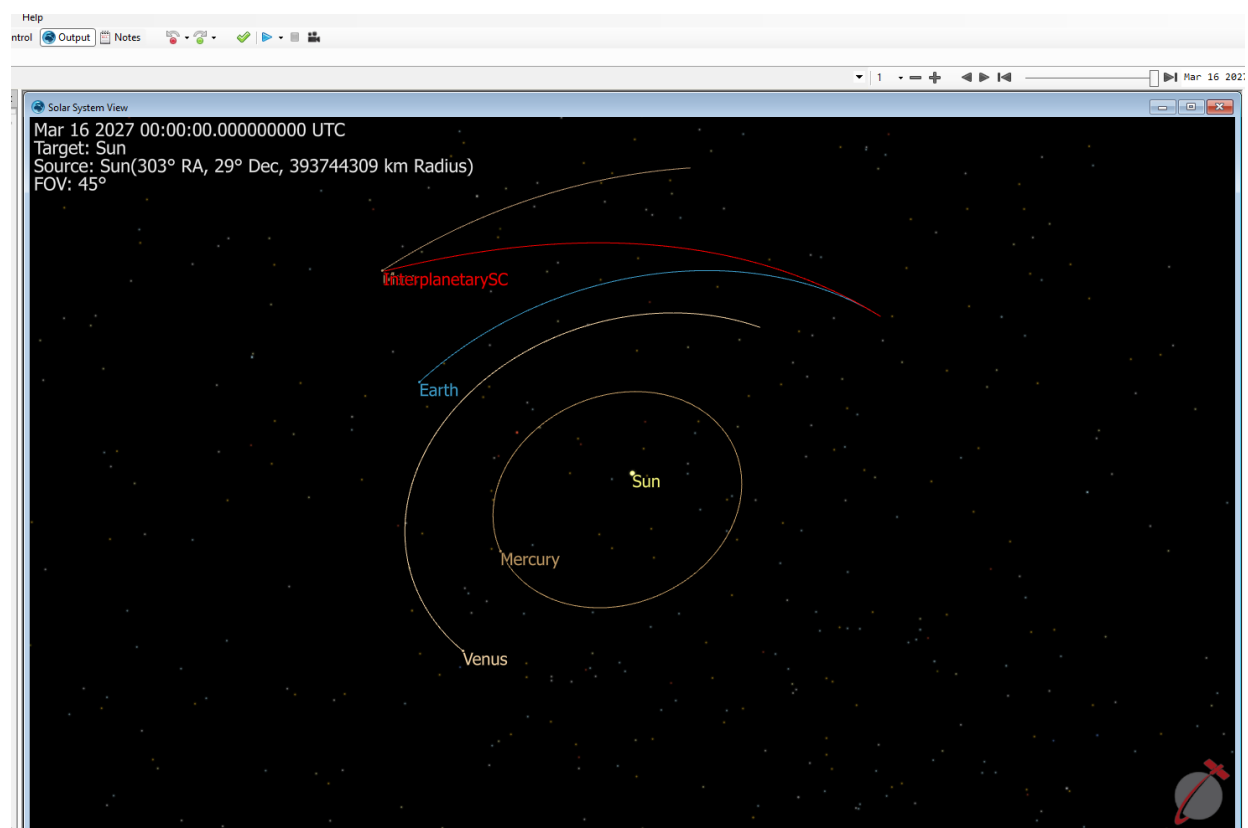 Help
ntrol Output Notes
1 Mar 16 2027
Solar System View
Mar 16 2027 00:00:00.000000000 UTC
Target: Sun
Source: Sun(303° RA, 29° Dec, 393744309 km Radius)
FOV: 45°
InterplanetarySC
Earth
Sun
Mercury
Venus